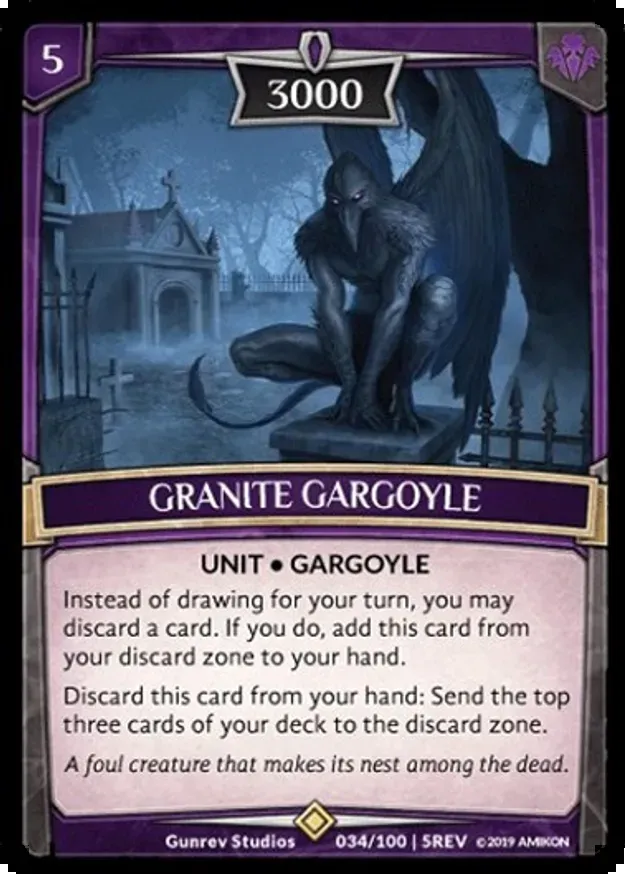 5
3000
GRANITE GARGOYLE
UNIT • GARGOYLE
Instead of drawing for your turn, you may
discard a card. If you do, add this card from
your discard zone to your hand.
Discard this card from your hand: Send the top
three cards of your deck to the discard zone.
A foul creature that makes its nest among the dead.
Gunrev Studios 034/100 | 5REV ©2019 AMIKON